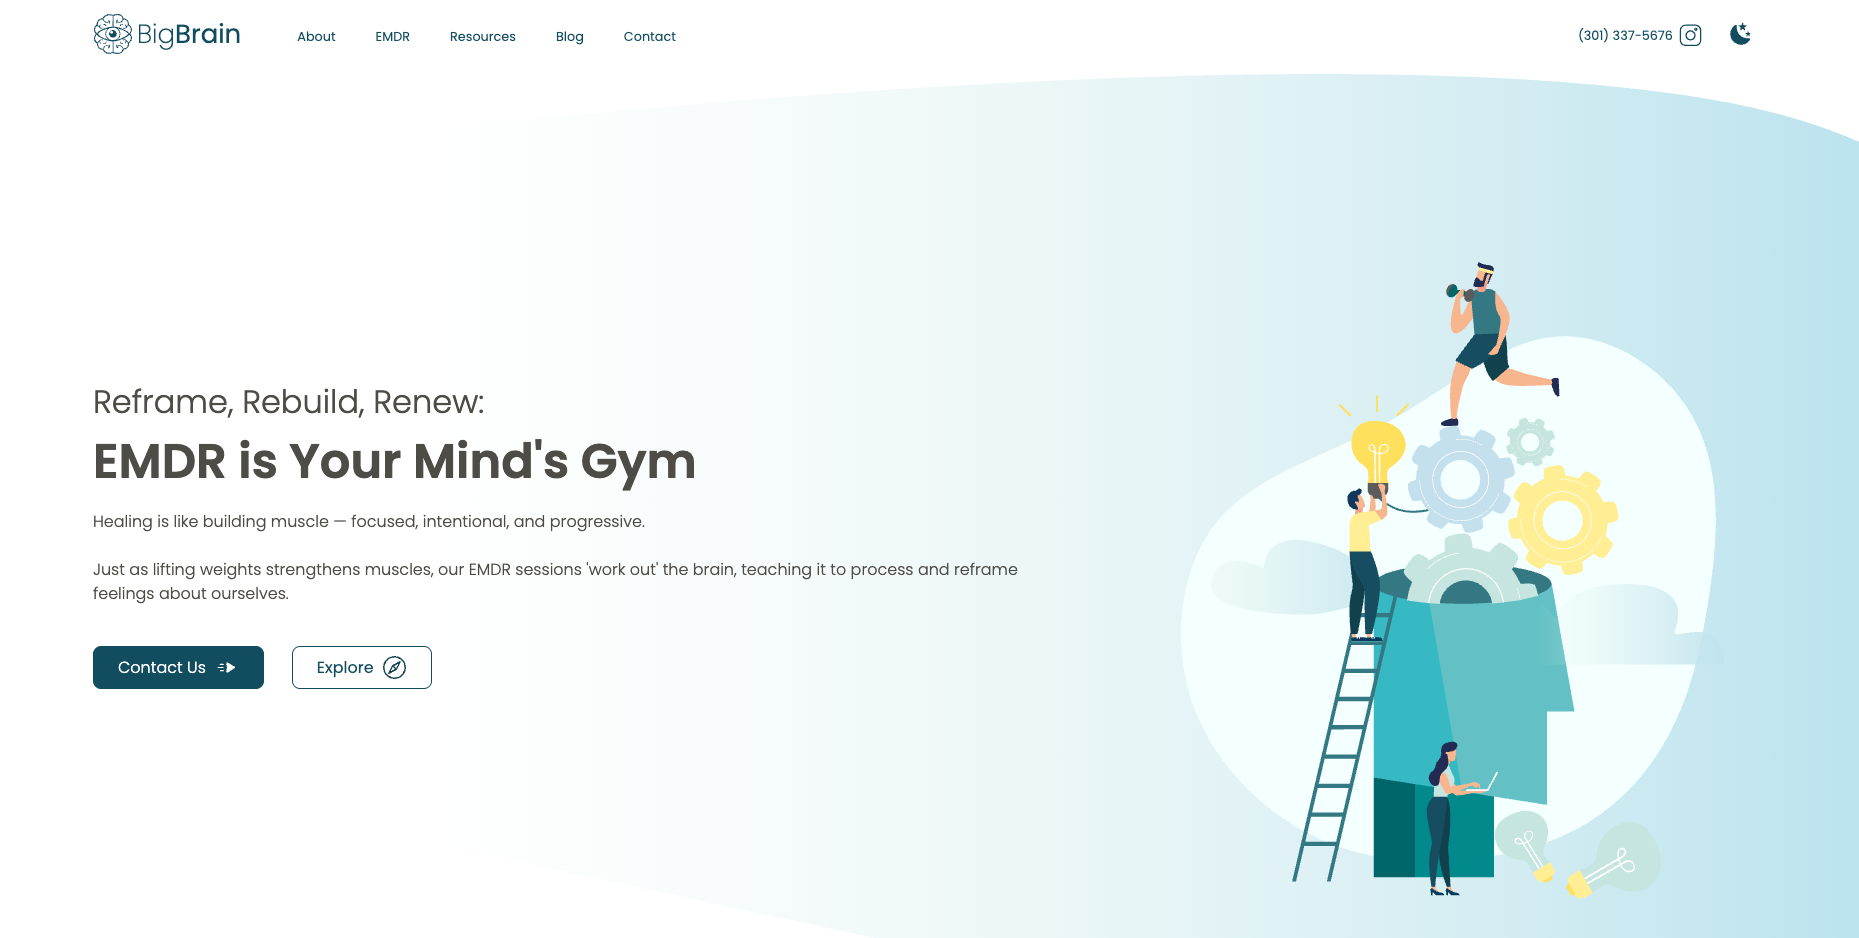 BigBrain
About
EMDR
Resources
Blog
Contact
(301) 337-5676
Reframe, Rebuild, Renew:
EMDR is Your Mind's Gym
Healing is like building muscle — focused, intentional, and progressive.
Just as lifting weights strengthens muscles, our EMDR sessions 'work out' the brain, teaching it to process and reframe
feelings about ourselves.
Contact Us
Explore